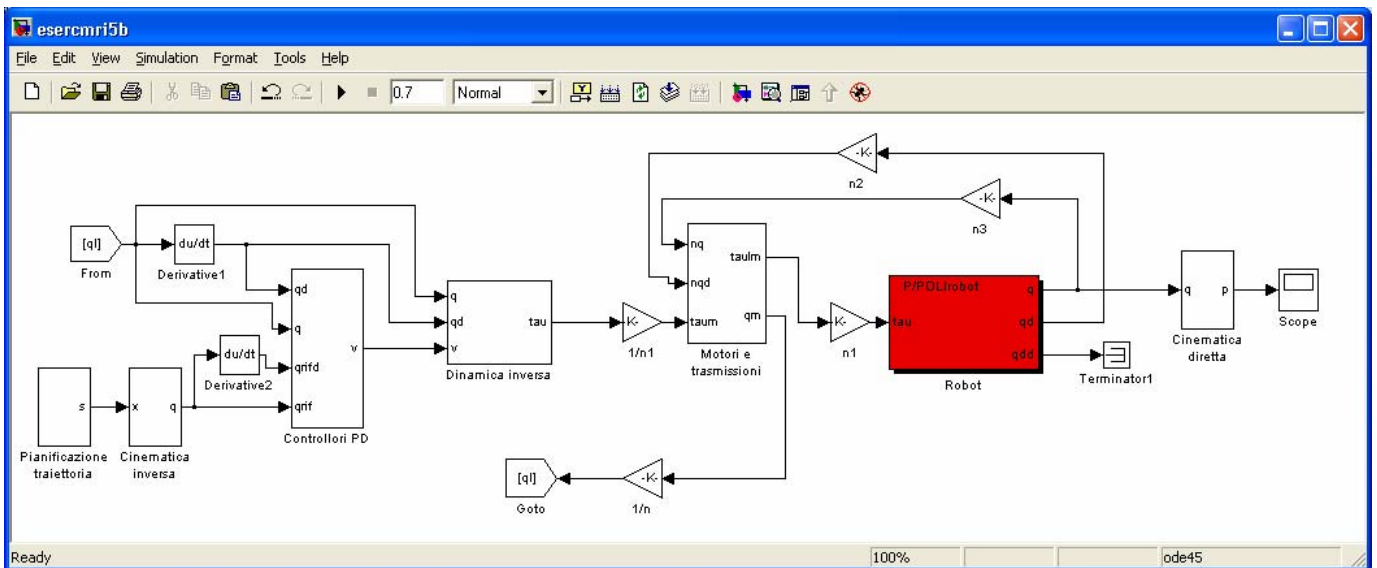 esercmri5b
File Edit View Simulation Format Tools Help
0.7 Normal
-K-
n2
-K-
n3
[ql]
From
du/dt
Derivative1
qd
q
qrifd
qrif
v
Controllori PD
du/dt
Derivative2
s
Pianificazione
traiettoria
x q
Cinematica
inversa
q
qd
v
tau
Dinamica inversa
-K-
1/n1
nq
nqd
taum
taulm
qm
Motori e
trasmissioni
-K-
n1
P/POLIrobot
tau
q
qd
qdd
Robot
Terminator1
q p
Cinematica
diretta
Scope
[ql]
Goto
-K-
1/n
Ready 100% ode45